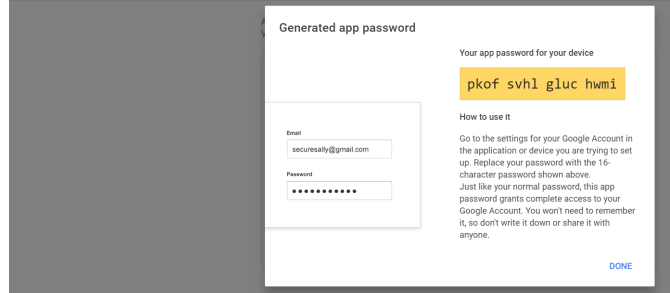 Generated app password
Your app password for your device
pkof svhl gluc hwmi
How to use it
Go to the settings for your Google Account in
the application or device you are trying to set
up. Replace your password with the 16-
character password shown above.
Just like your normal password, this app
password grants complete access to your
Google Account. You won't need to remember
it, so don't write it down or share it with
anyone.
Email
securesally@gmail.com
Password
●●●●●●●●●●●
DONE